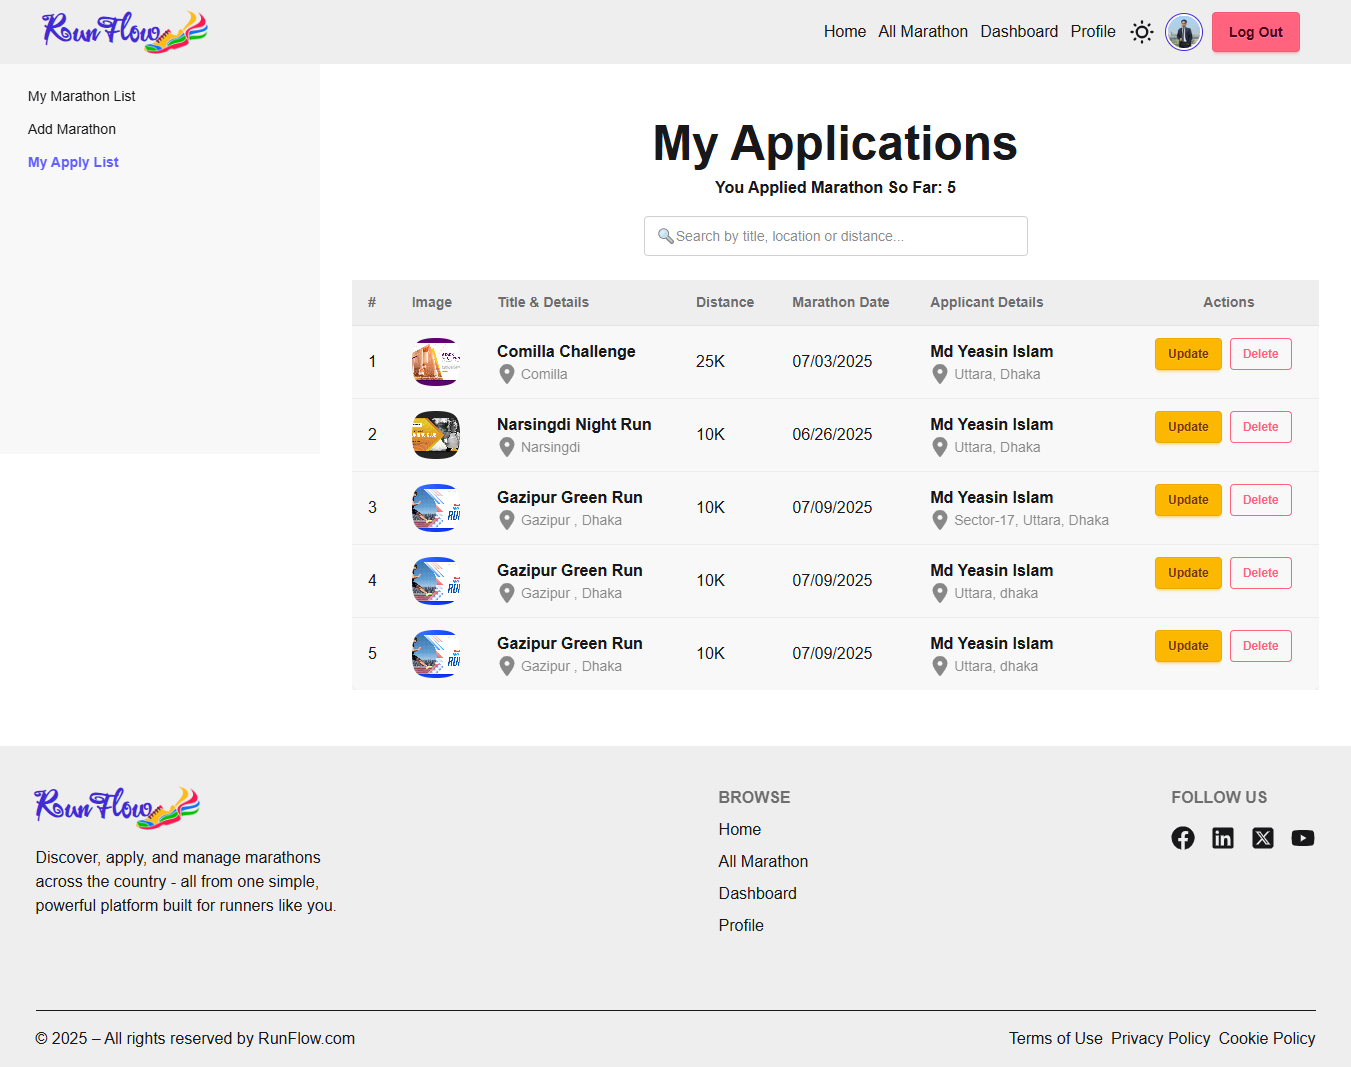 Run Flow
Home All Marathon Dashboard Profile Log Out
My Marathon List
Add Marathon
My Apply List
My Applications
You Applied Marathon So Far: 5
🔍Search by title, location or distance...
# Image Title & Details Distance Marathon Date Applicant Details Actions
1 Comilla Challenge 25K 07/03/2025 Md Yeasin Islam Update Delete
Comilla Uttara, Dhaka
2 Narsingdi Night Run 10K 06/26/2025 Md Yeasin Islam Update Delete
Narsingdi Uttara, Dhaka
3 Gazipur Green Run 10K 07/09/2025 Md Yeasin Islam Update Delete
Gazipur , Dhaka Sector-17, Uttara, Dhaka
4 Gazipur Green Run 10K 07/09/2025 Md Yeasin Islam Update Delete
Gazipur , Dhaka Uttara, dhaka
5 Gazipur Green Run 10K 07/09/2025 Md Yeasin Islam Update Delete
Gazipur , Dhaka Uttara, dhaka
Run Flow
Discover, apply, and manage marathons
across the country - all from one simple,
powerful platform built for runners like you.
BROWSE
Home
All Marathon
Dashboard
Profile
FOLLOW US
© 2025 – All rights reserved by RunFlow.com
Terms of Use Privacy Policy Cookie Policy